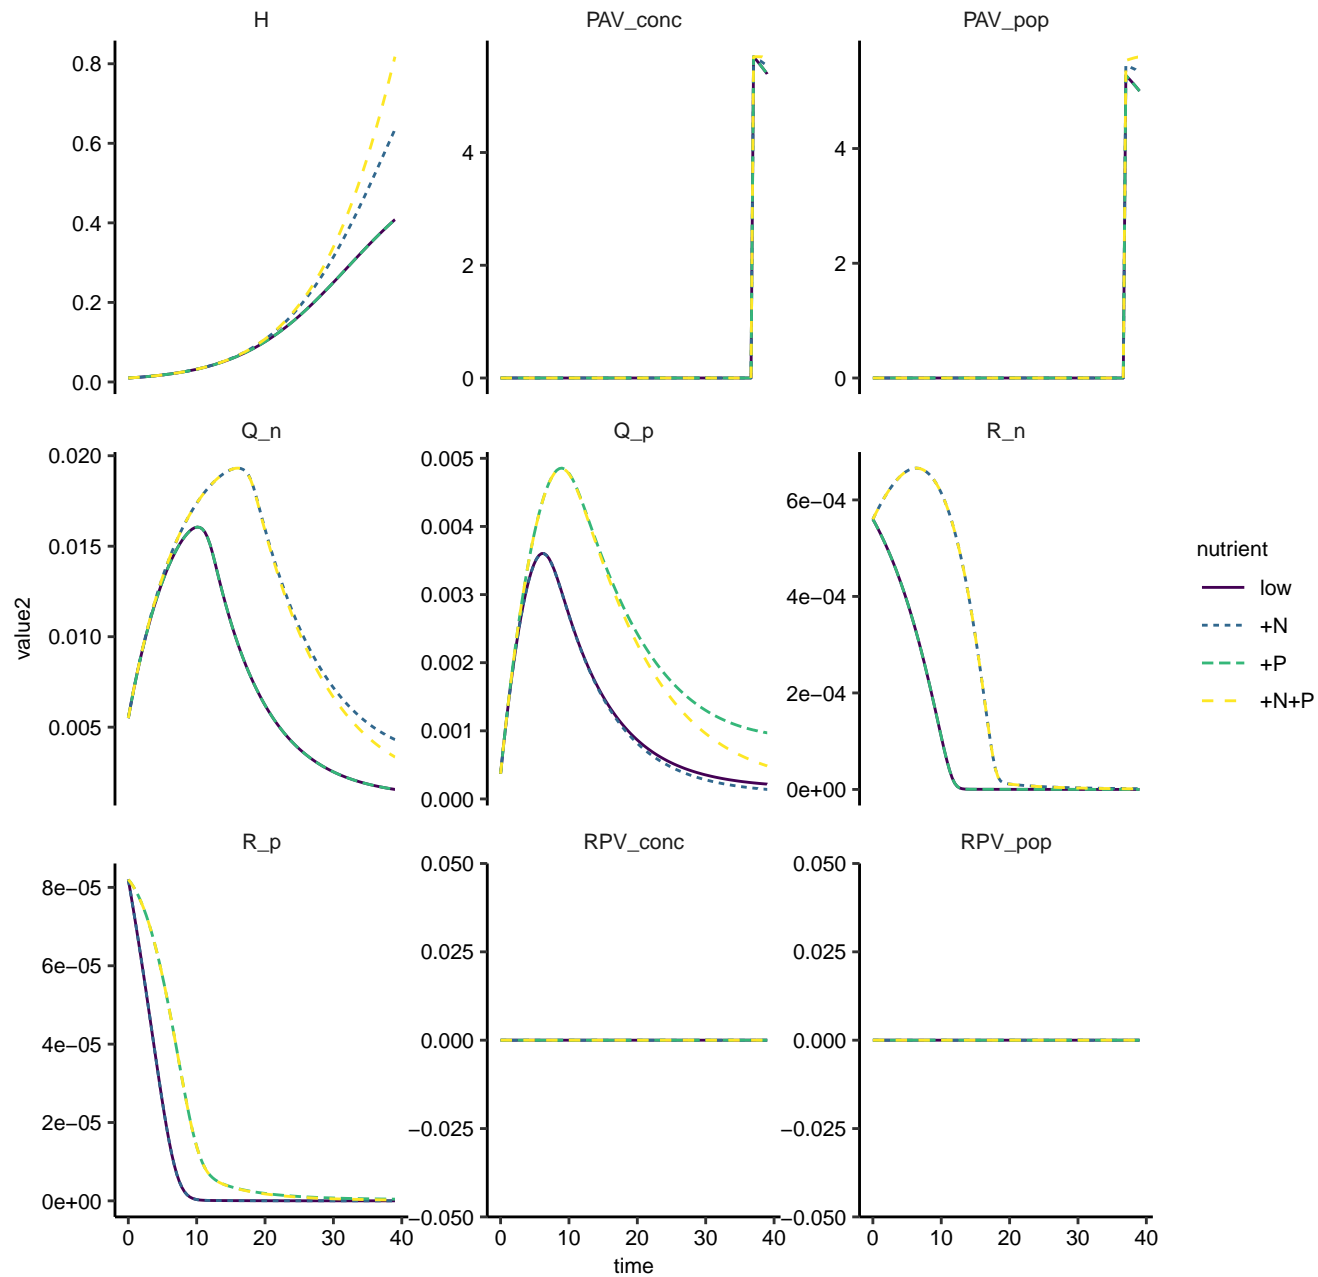 H
PAV_conc
PAV_pop
0.8
0.6
0.4
0.2
0.0
4
2
0
4
2
0
Q_n
Q_p
R_n
0.020
0.015
0.010
0.005
0.005
0.004
0.003
0.002
0.001
0.000
6e−04
4e−04
2e−04
0e+00
R_p
RPV_conc
RPV_pop
8e−05
6e−05
4e−05
2e−05
0e+00
0.050
0.025
0.000
−0.025
−0.050
0.050
0.025
0.000
−0.025
−0.050
0 10 20 30 40
0 10 20 30 40
0 10 20 30 40
time
value2
nutrient
low
+N
+P
+N+P